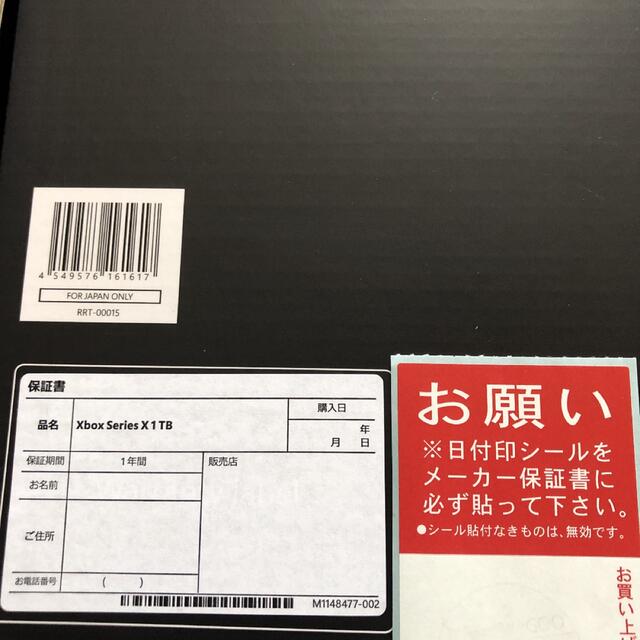 4 549576 161617
FOR JAPAN ONLY
RRT-00015
保証書
品名
Xbox Series X 1 TB
購入日
年
月 日
保証期間
1年間
販売店
お名前
ご住所
お電話番号
( )
M1148477-002
お願い
※日付印シールを
メーカー保証書に
必ず貼って下さい。
●シール貼付なきものは、無効です。
お買い上